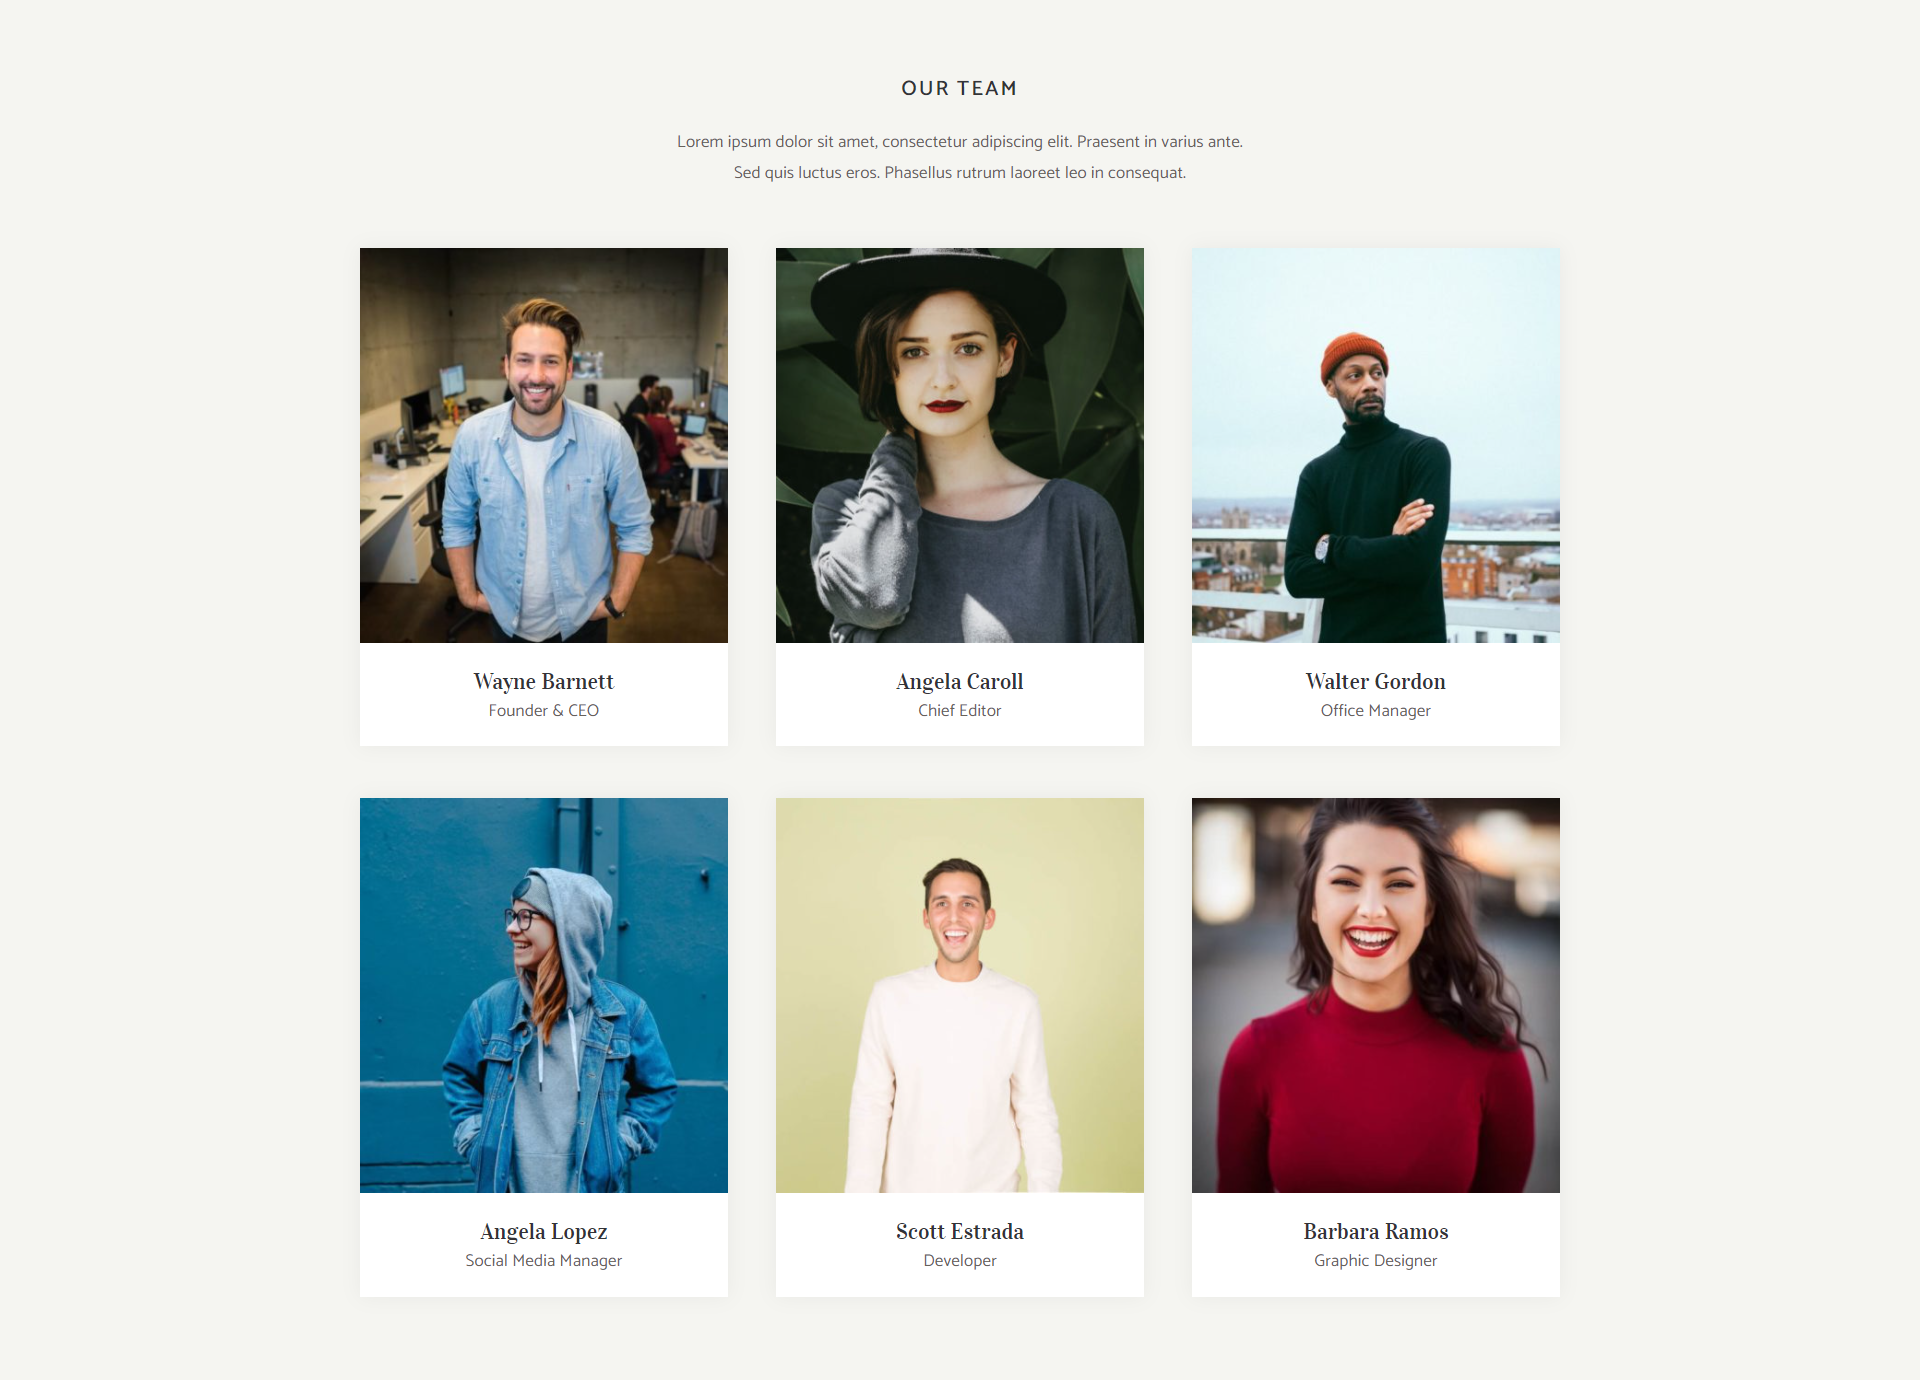 OUR TEAM
Lorem ipsum dolor sit amet, consectetur adipiscing elit. Praesent in varius ante.
Sed quis luctus eros. Phasellus rutrum laoreet leo in consequat.
Wayne Barnett
Founder & CEO
Angela Caroll
Chief Editor
Walter Gordon
Office Manager
Angela Lopez
Social Media Manager
Scott Estrada
Developer
Barbara Ramos
Graphic Designer